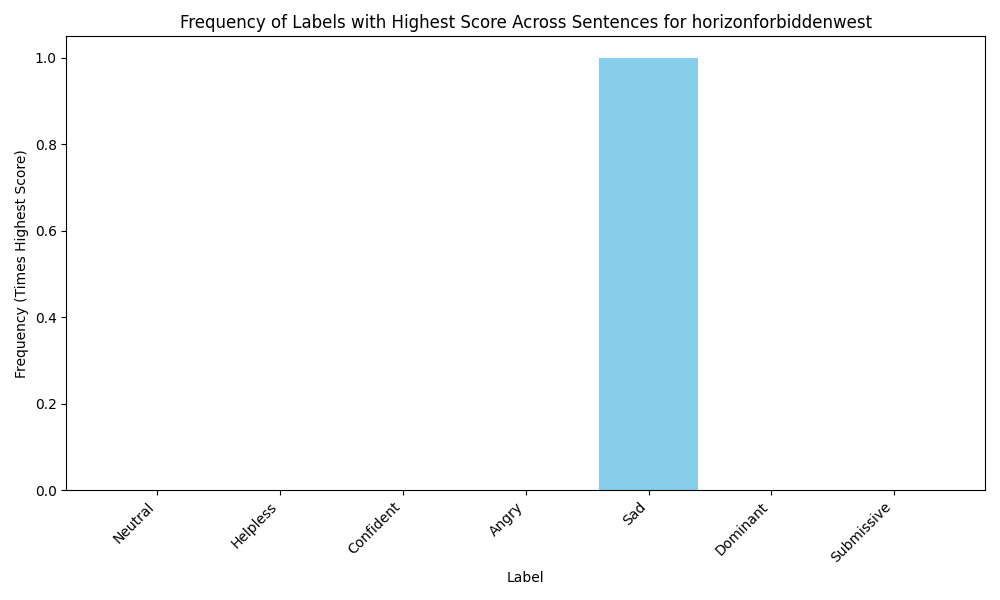 Frequency of Labels with Highest Score Across Sentences for horizonforbiddenwest
Frequency (Times Highest Score)
1.0
0.8
0.6
0.4
0.2
0.0
Neutral
Helpless
Confident
Angry
Sad
Dominant
Submissive
Label